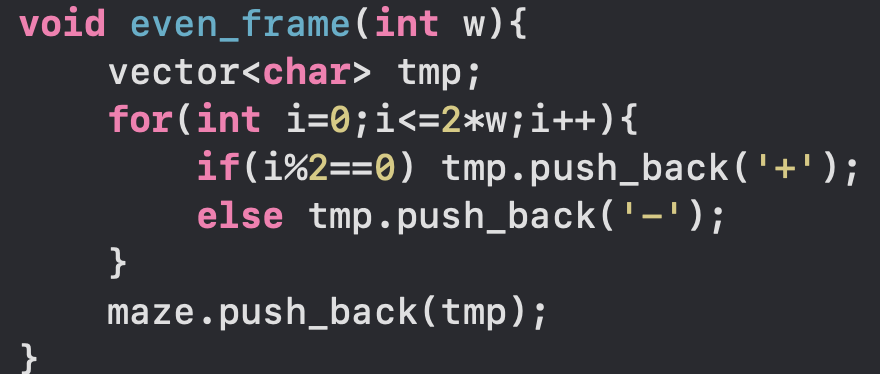 void even_frame(int w){
    vector<char> tmp;
    for(int i=0;i<=2*w;i++){
        if(i%2==0) tmp.push_back('+');
        else tmp.push_back('-');
    }
    maze.push_back(tmp);
}